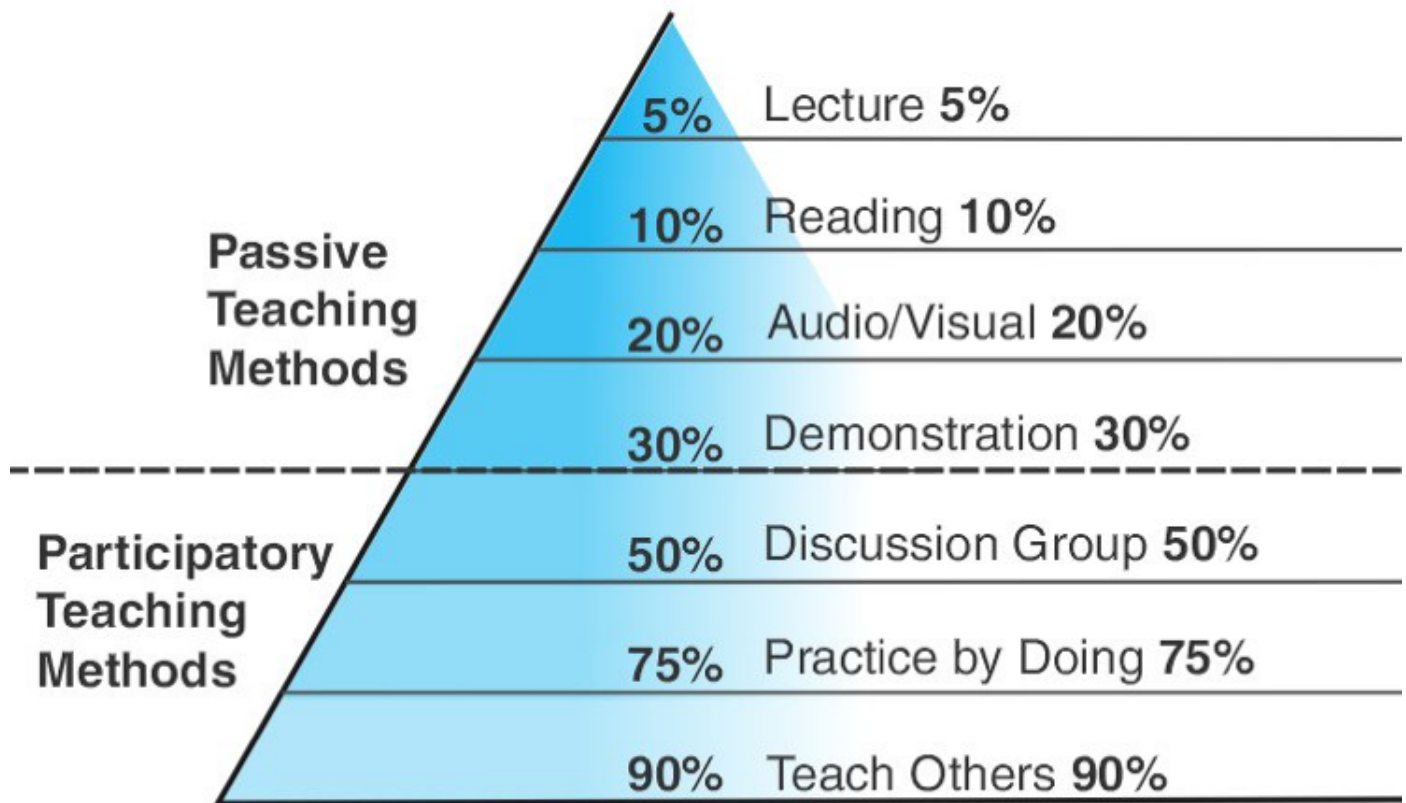 5% Lecture 5%
10% Reading 10%
Passive
Teaching
Methods
20% Audio/Visual 20%
30% Demonstration 30%
50% Discussion Group 50%
Participatory
Teaching
Methods
75% Practice by Doing 75%
90% Teach Others 90%